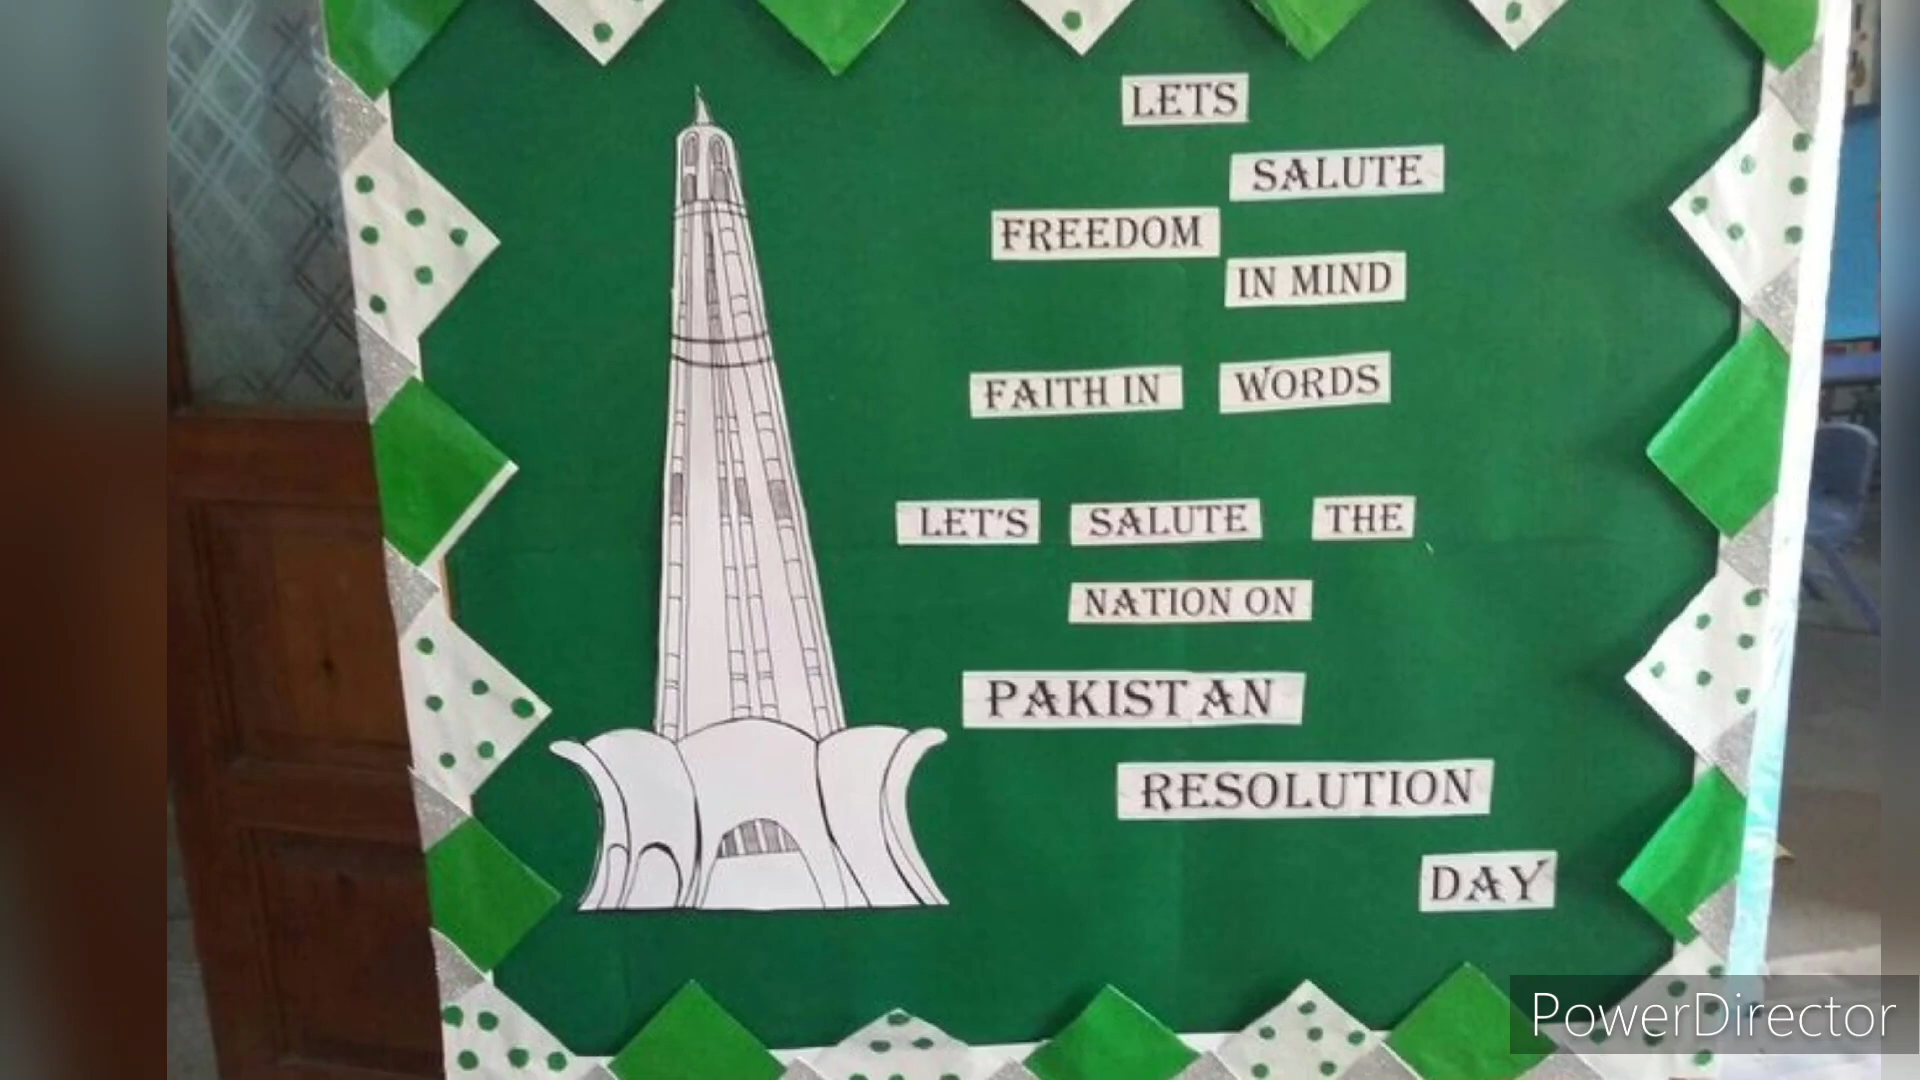 LETS
SALUTE
FREEDOM
IN MIND
FAITH IN WORDS
LET'S SALUTE THE
NATION ON
PAKISTAN
RESOLUTION
DAY
PowerDirector